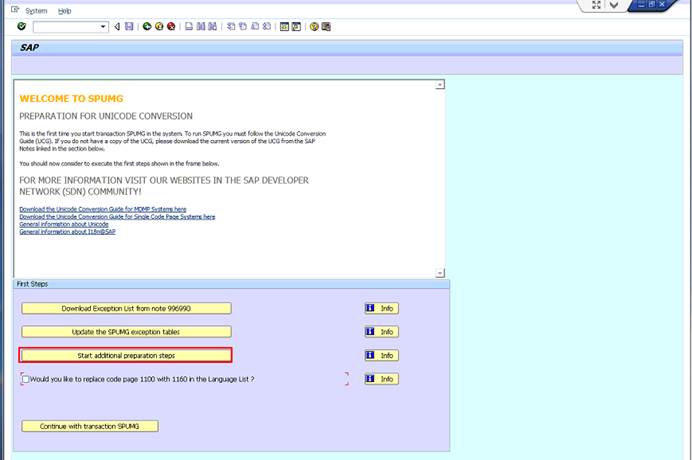 System Help
SAP
WELCOME TO SPUMG
PREPARATION FOR UNICODE CONVERSION
This is the first time you start transaction SPUMG in the system. To run SPUMG you must follow the Unicode Conversion
Guide (UCG). If you do not have a copy of the UCG, please download the current version of the UCG from the SAP
Notes linked in the section below.
You should now consider to execute the first steps shown in the frame below.
FOR MORE INFORMATION VISIT OUR WEBSITES IN THE SAP DEVELOPER
NETWORK (SDN) COMMUNITY!
Download the Unicode Conversion Guide for MDMP Systems here
Download the Unicode Conversion Guide for Single Code Page Systems here
General information about Unicode
General information about I18n@SAP
First Steps
Download Exception List from note 996990 Info
Update the SPUMG exception tables Info
Start additional preparation steps Info
Would you like to replace code page 1100 with 1160 in the Language List ? Info
Continue with transaction SPUMG